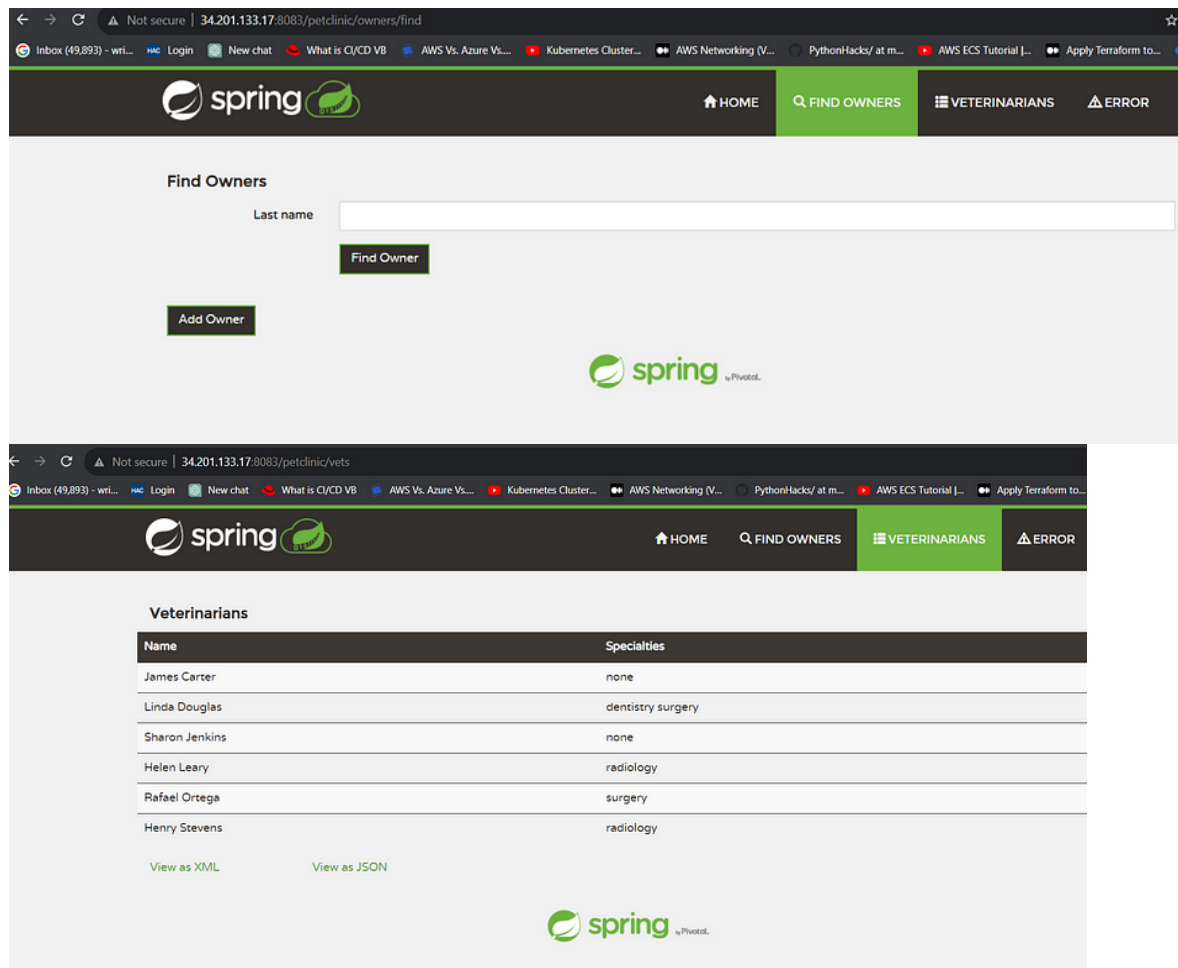 Not secure | 34.201.133.17:8083/petclinic/owners/find
Inbox (49,893) - wri... HAC Login New chat What is CI/CD VB AWS Vs. Azure Vs.... Kubernetes Cluster... AWS Networking (V... PythonHacks/ at m... AWS ECS Tutorial |... Apply Terraform to...
spring HOME FIND OWNERS VETERINARIANS ERROR
Find Owners
Last name
Find Owner
Add Owner
spring by Pivotal.
Not secure | 34.201.133.17:8083/petclinic/vets
Inbox (49,893) - wri... HAC Login New chat What is CI/CD VB AWS Vs. Azure Vs.... Kubernetes Cluster... AWS Networking (V... PythonHacks/ at m... AWS ECS Tutorial |... Apply Terraform to...
spring HOME FIND OWNERS VETERINARIANS ERROR
Veterinarians
Name Specialties
James Carter none
Linda Douglas dentistry surgery
Sharon Jenkins none
Helen Leary radiology
Rafael Ortega surgery
Henry Stevens radiology
View as XML View as JSON
spring by Pivotal.